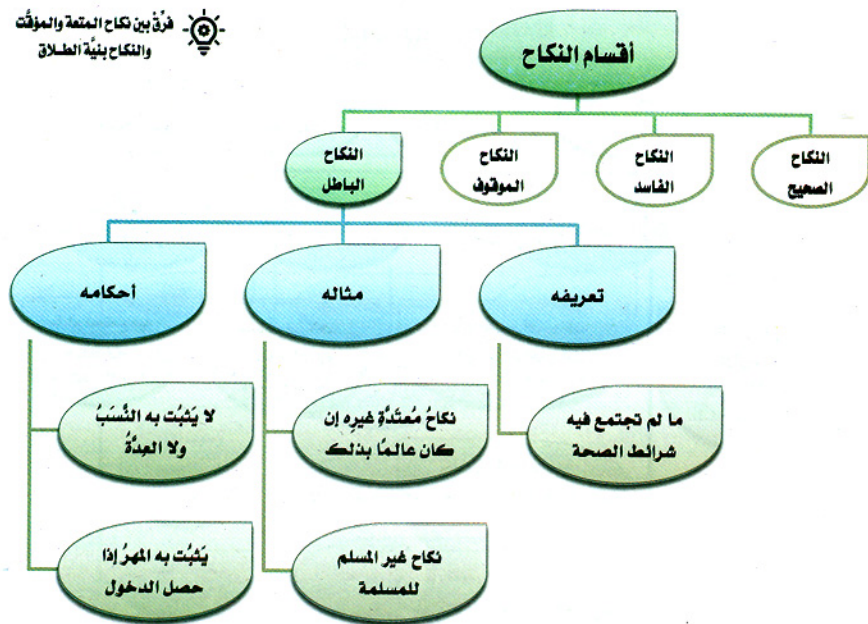 فرِّقْ بين نكاح المتعة والمؤقَّت
والنكاح بنيَّة الطلاق
أقسام النكاح
النكاح
الصحيح
النكاح
الفاسد
النكاح
الموقوف
النكاح
الباطل
تعريفه
مثاله
أحكامه
ما لم تجتمع فيه
شرائط الصحة
نكاحُ مُعتَدَّةِ غيرِه إن
كان عالمًا بذلك
نكاح غير المسلم
للمسلمة
لا يَثبُت به النَّسَبُ
ولا العِدَّةُ
يَثبُت به المهرُ إذا
حصل الدخول